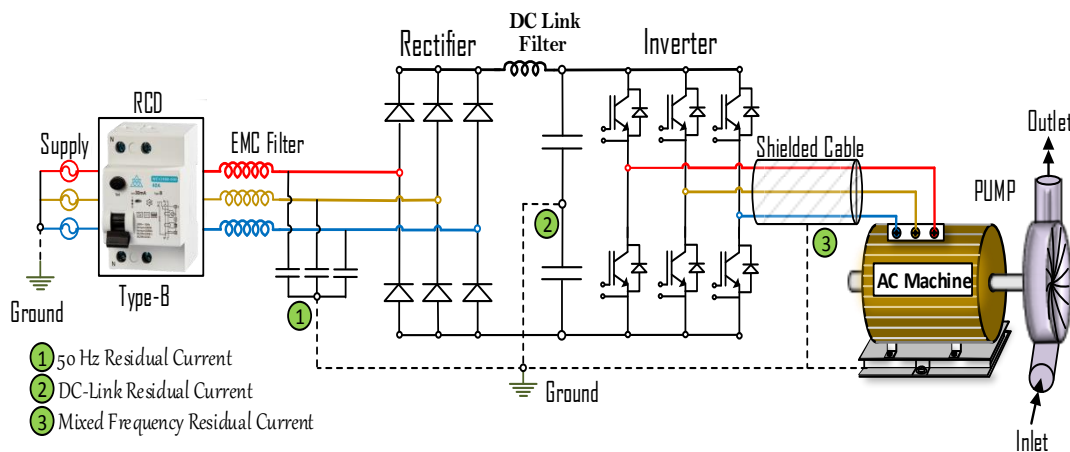 DC Link
Filter
Rectifier
Inverter
RCD
Supply
EMC Filter
Shielded Cable
Outlet
PUMP
N
N
2
3
AC Machine
Ground
Type-B
1
Ground
1 50 Hz Residual Current
2 DC-Link Residual Current
3 Mixed Frequency Residual Current
Inlet